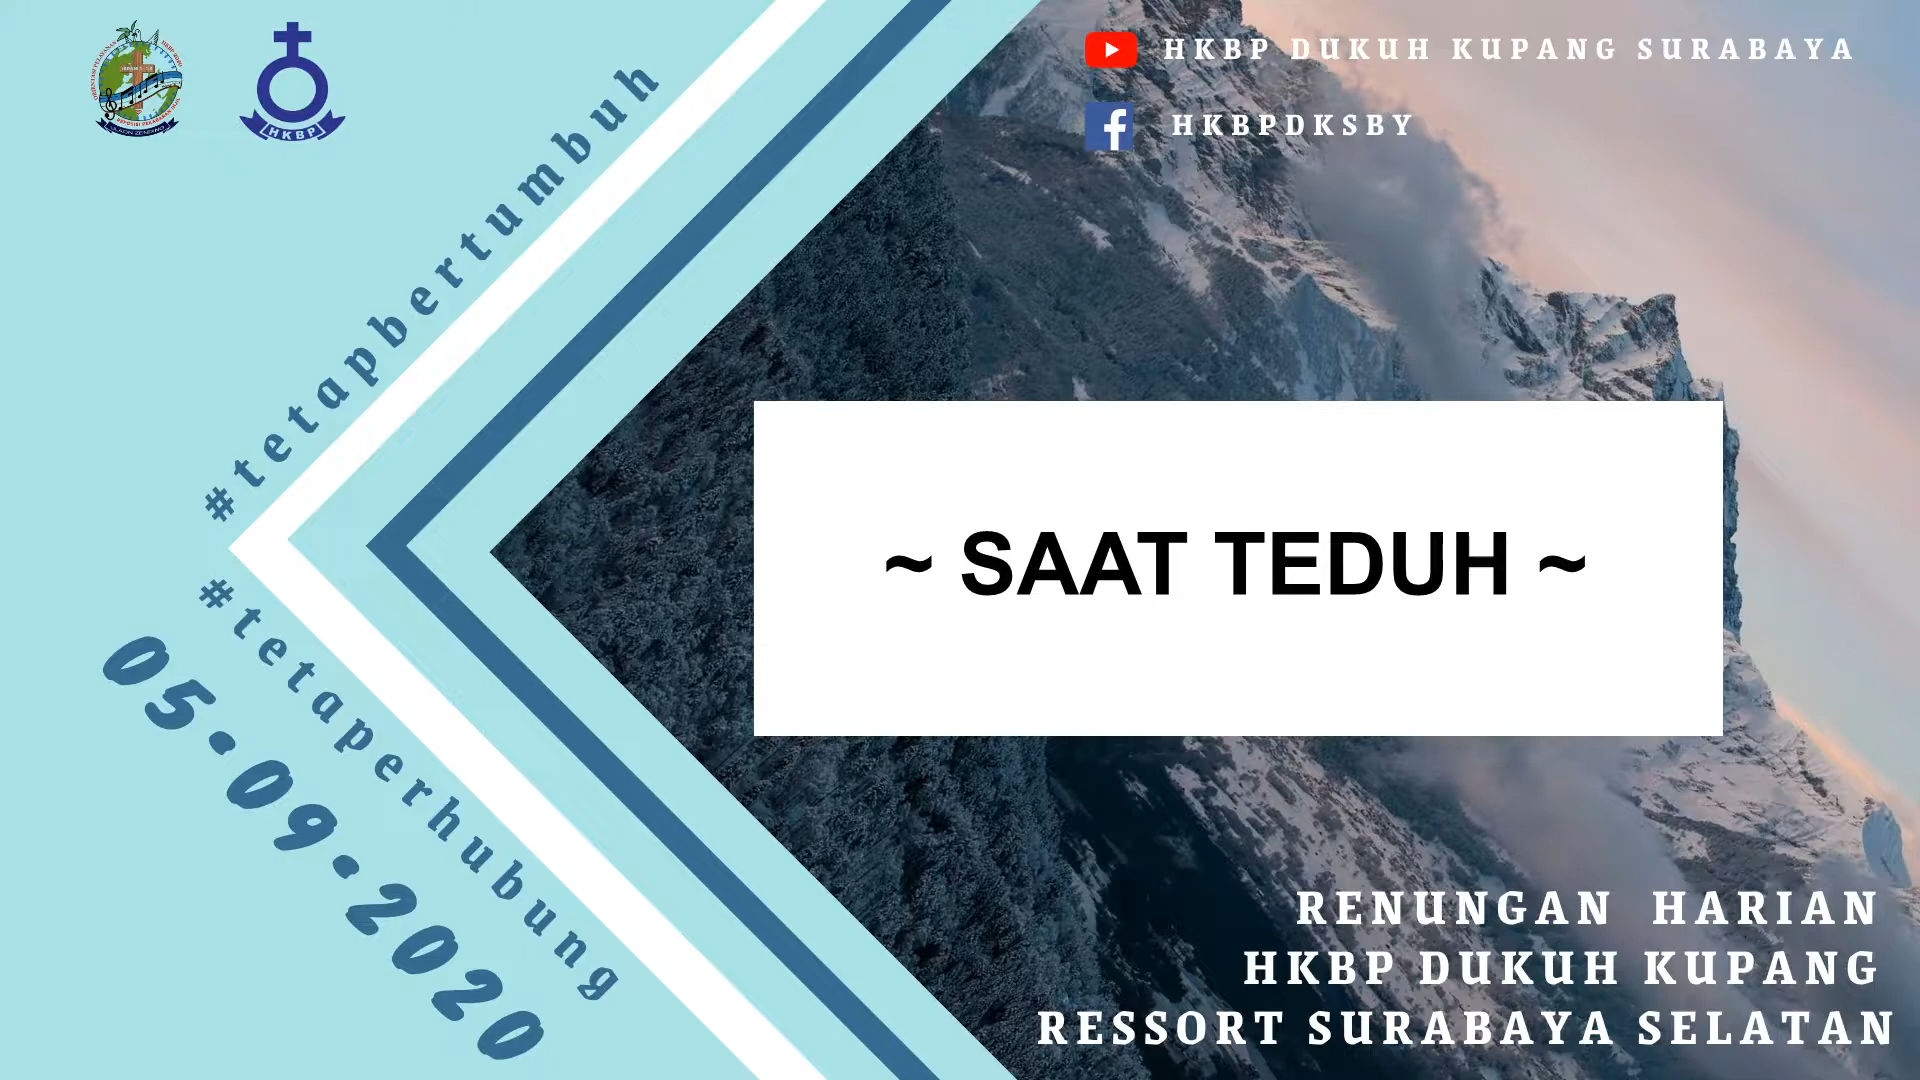 HKBP DUKUH KUPANG SURABAYA
HKBPDKSBY
HKBP
#tetapbertumbuh
~ SAAT TEDUH ~
#tetaperhubung
05-09-2020
RENUNGAN HARIAN
HKBP DUKUH KUPANG
RESSORT SURABAYA SELATAN